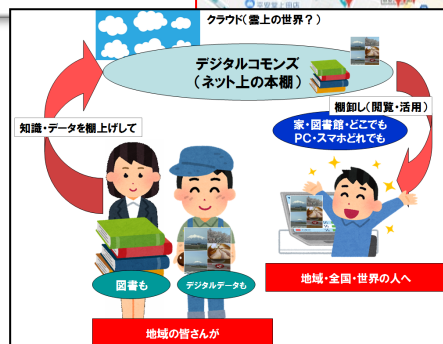 クラウド(雲上の世界?)
デジタルコモンズ
(ネット上の本棚)
棚卸し(閲覧・活用)
知識・データを棚上げして
家・図書館・どこでも
PC・スマホどれでも
図書も
デジタルデータも
地域・全国・世界の人へ
地域の皆さんが